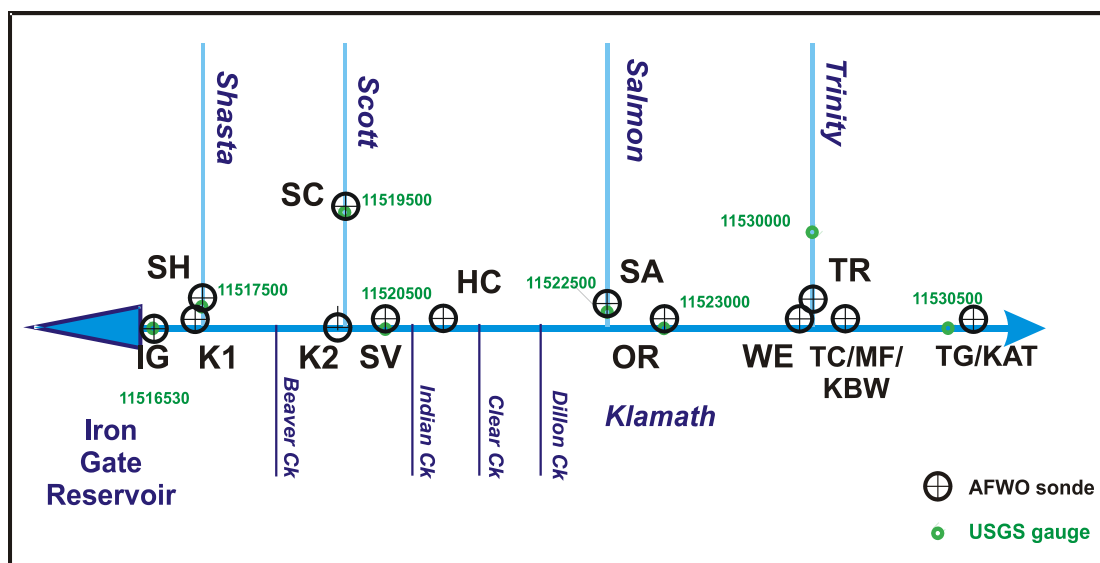 Shasta
Scott
Salmon
Trinity
SC
11519500
11530000
SH
11517500
11520500
HC
11522500
SA
11523000
TR
11530500
IG
K1
K2
SV
OR
WE
TC/MF/
KBW
TG/KAT
11516530
Beaver Ck
Indian Ck
Clear Ck
Dillon Ck
Klamath
Iron
Gate
Reservoir
AFWO sonde
USGS gauge